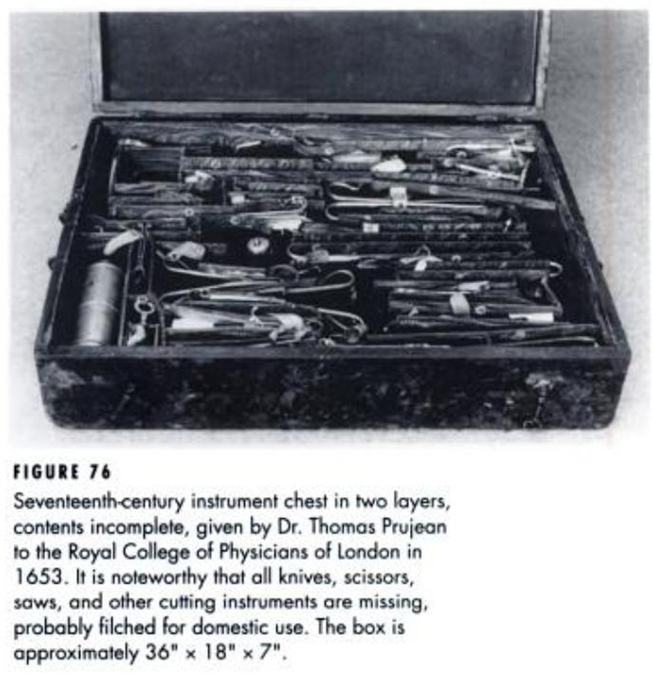 FIGURE 76
Seventeenth-century instrument chest in two layers,
contents incomplete, given by Dr. Thomas Prujean
to the Royal College of Physicians of London in
1653. It is noteworthy that all knives, scissors,
saws, and other cutting instruments are missing,
probably filched for domestic use. The box is
approximately 36" × 18" × 7".